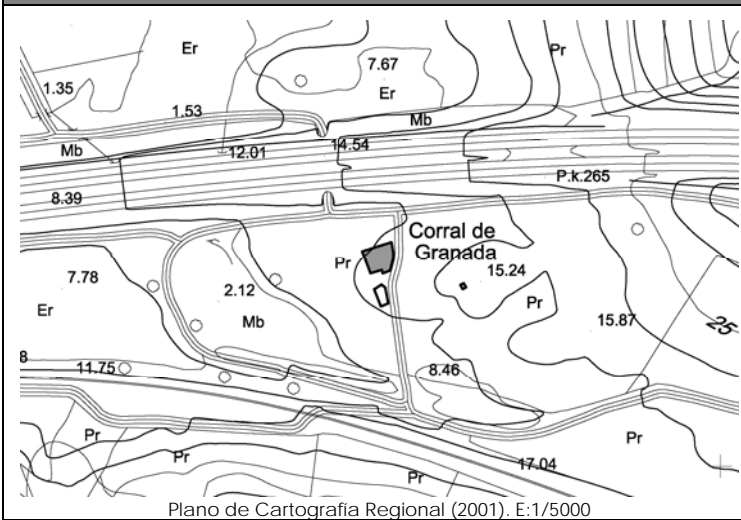 Er
7.67
Pr
1.35
Er
1.53
Mb
Mb
12.01
14.54
P.k.265
8.39
Corral de
Granada
Pr
15.24
7.78
2.12
Pr
Er
Mb
15.87
25
8
11.75
8.46
Pr
Pr
Pr
17.04
Pr
Plano de Cartografía Regional (2001). E:1/5000